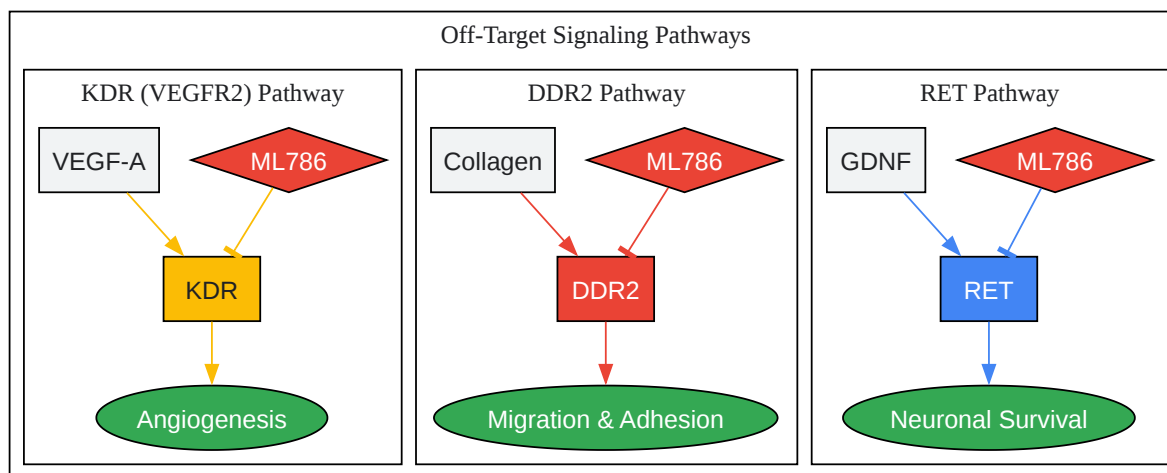 Off-Target Signaling Pathways
KDR (VEGFR2) Pathway
VEGF-A
ML786
KDR
Angiogenesis
DDR2 Pathway
Collagen
ML786
DDR2
Migration & Adhesion
RET Pathway
GDNF
ML786
RET
Neuronal Survival